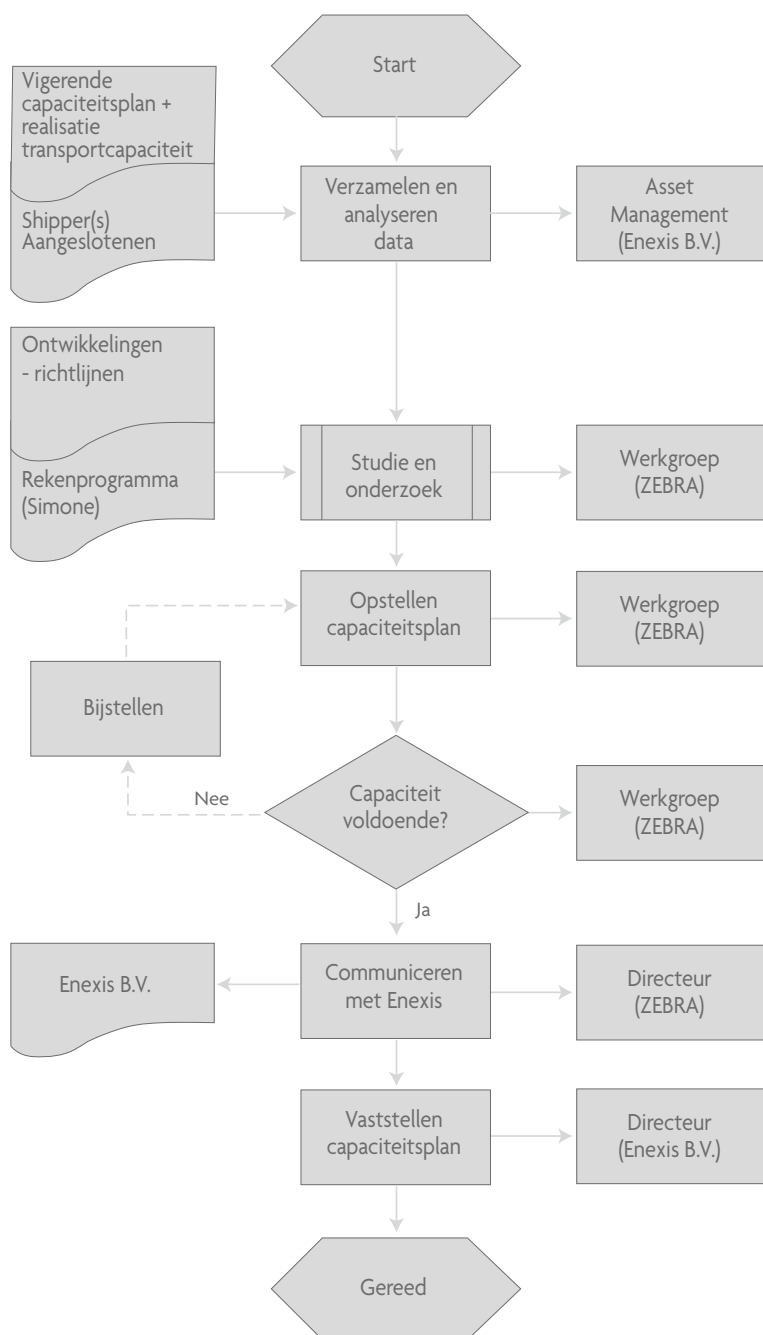 Start
Vigerende
capaciteitsplan +
realisatie
transportcapaciteit
Shipper(s)
Aangeslotenen
Verzamelen en
analyseren
data
Asset
Management
(Enexis B.V.)
Ontwikkelingen
- richtlijnen
Rekenprogramma
(Simone)
Studie en
onderzoek
Werkgroep
(ZEBRA)
Opstellen
capaciteitsplan
Werkgroep
(ZEBRA)
Bijstellen
Nee
Capaciteit
voldoende?
Werkgroep
(ZEBRA)
Ja
Enexis B.V.
Communiceren
met Enexis
Directeur
(ZEBRA)
Vaststellen
capaciteitsplan
Directeur
(Enexis B.V.)
Gereed